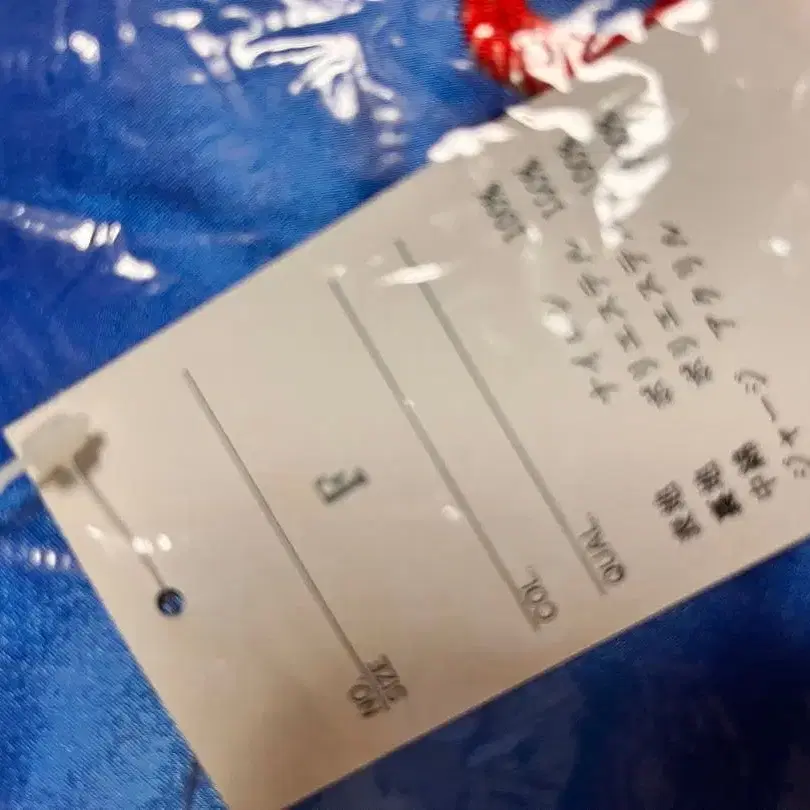 NO.
SIZE
COL.
QUAL.
表地 ナイロン 100%
裏地 ポリエステル 100%
中綿 ポリエステル 100%
ジャージ アクリル